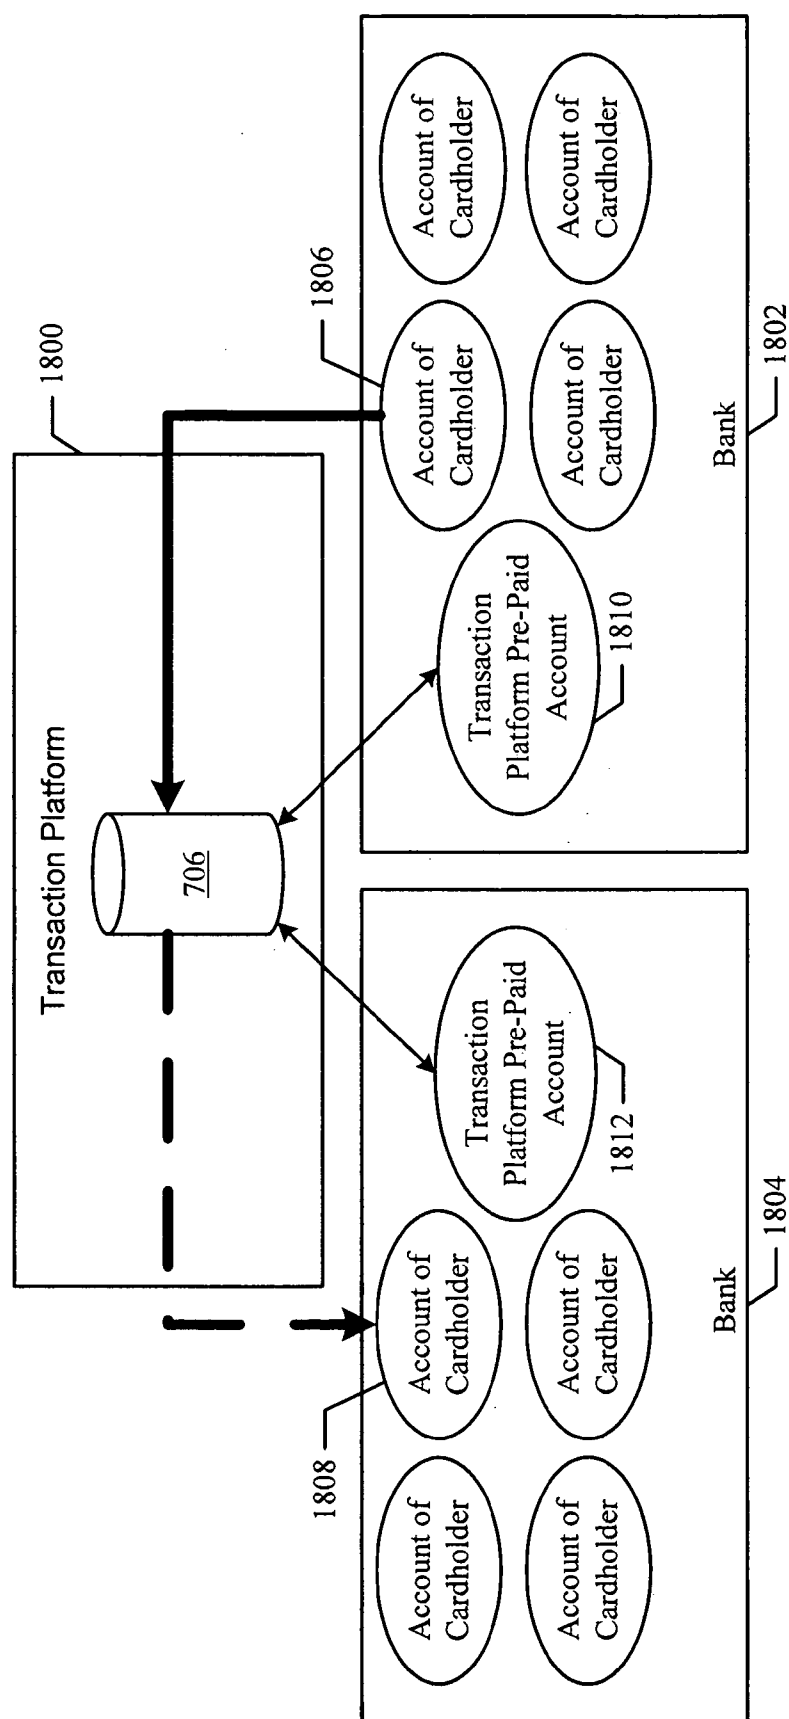 Transaction Platform
1800
706
1808
1806
Account of
Cardholder
Account of
Cardholder
Transaction
Platform Pre-Paid
Account
1812
Account of
Cardholder
Account of
Cardholder
Bank
1804
Transaction
Platform Pre-Paid
Account
1810
Account of
Cardholder
Account of
Cardholder
Account of
Cardholder
Account of
Cardholder
Bank
1802